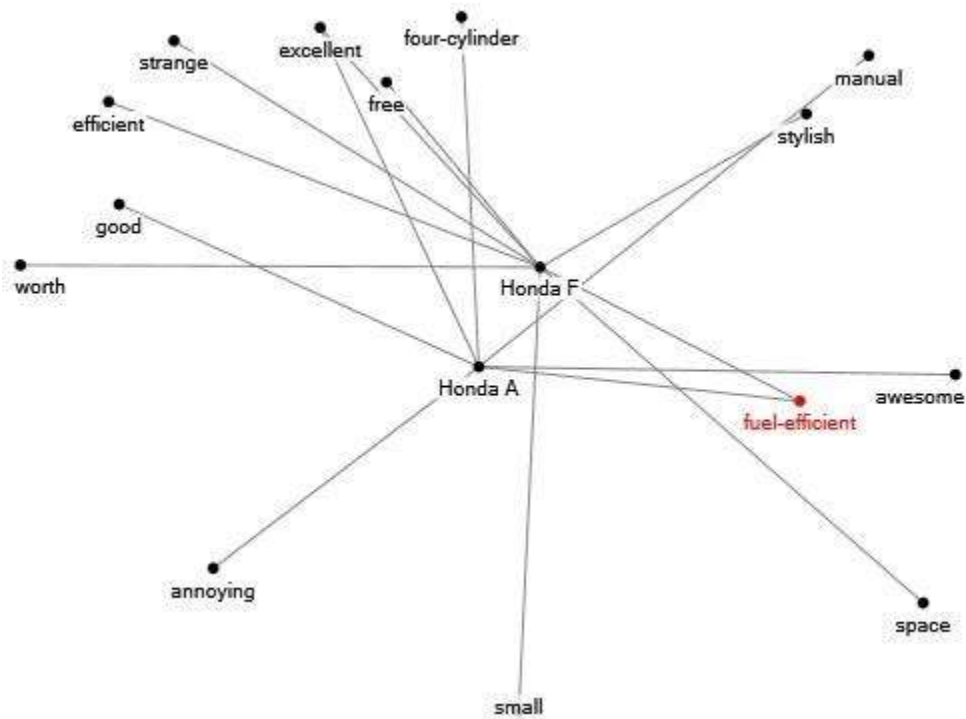 four-cylinder
excellent
strange
manual
free
efficient
stylish
good
worth
Honda F
Honda A
awesome
fuel-efficient
annoying
space
small